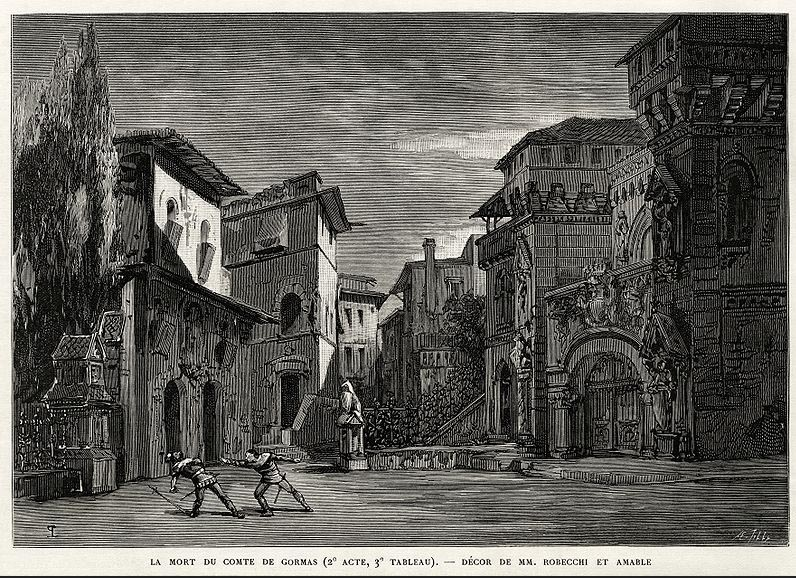 LA MORT DU COMTE DE GORMAS (2ᵉ ACTE, 3ᵉ TABLEAU). — DÉCOR DE MM. ROBECCHI ET AMABLE